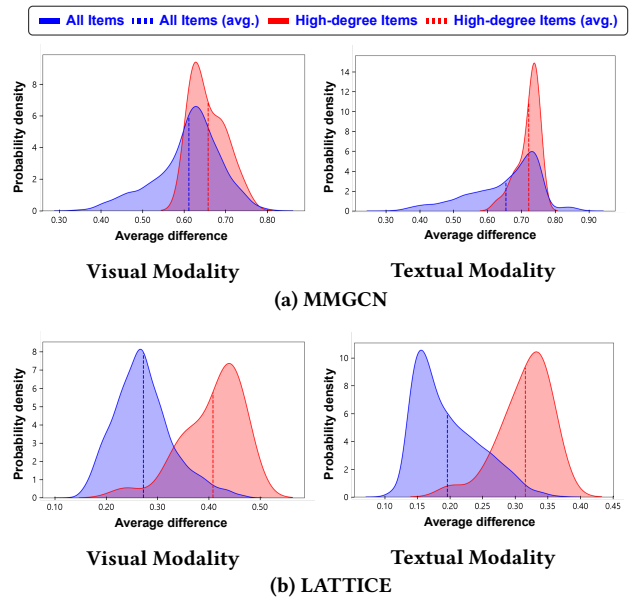 All Items All Items (avg.) High-degree Items High-degree Items (avg.)
Probability density
8
6
4
2
0
0.30 0.40 0.50 0.60 0.70 0.80
Average difference
Visual Modality
Probability density
14
12
10
8
6
4
2
0
0.30 0.40 0.50 0.60 0.70 0.80 0.90
Average difference
Textual Modality
(a) MMGCN
Probability density
8
7
6
5
4
3
2
1
0
0.10 0.20 0.30 0.40 0.50
Average difference
Visual Modality
Probability density
10
8
6
4
2
0
0.10 0.15 0.20 0.25 0.30 0.35 0.40 0.45
Average difference
Textual Modality
(b) LATTICE